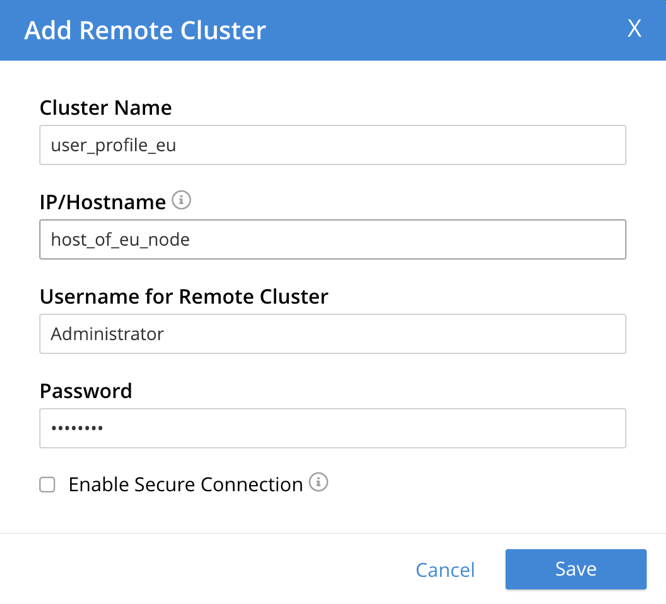 Add Remote Cluster X
Cluster Name
user_profile_eu
IP/Hostname
host_of_eu_node
Username for Remote Cluster
Administrator
Password
••••••••
Enable Secure Connection
Cancel Save